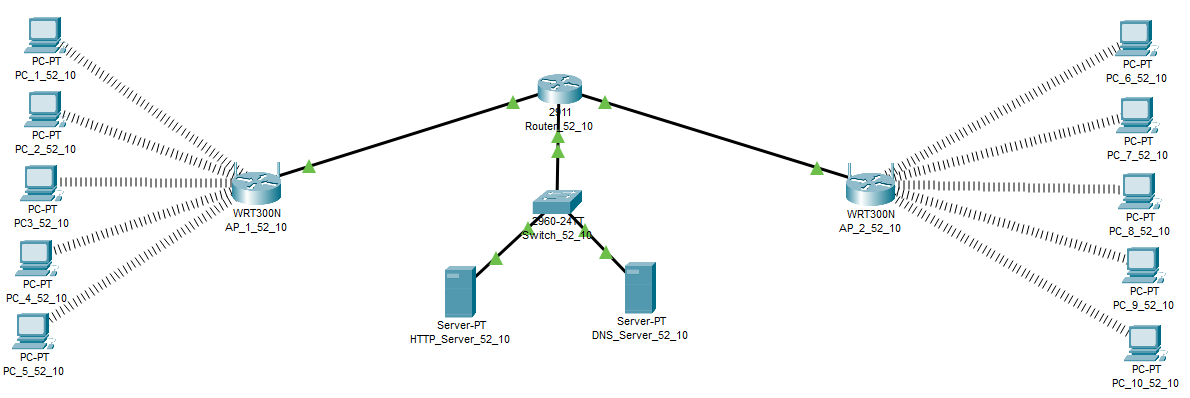 PC-PT
PC_1_52_10
PC-PT
PC_2_52_10
PC-PT
PC3_52_10
PC-PT
PC_4_52_10
PC-PT
PC_5_52_10
WRT300N
AP_1_52_10
2911
Router_52_10
2960-24TT
Switch_52_10
Server-PT
HTTP_Server_52_10
Server-PT
DNS_Server_52_10
WRT300N
AP_2_52_10
PC-PT
PC_6_52_10
PC-PT
PC_7_52_10
PC-PT
PC_8_52_10
PC-PT
PC_9_52_10
PC-PT
PC_10_52_10